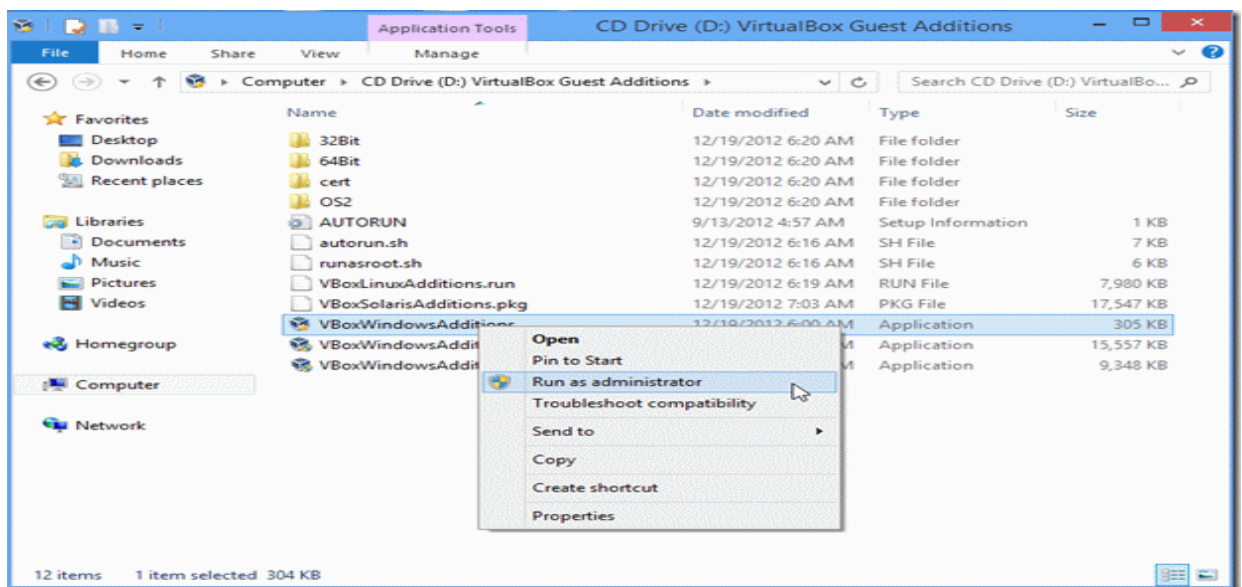 Application Tools CD Drive (D:) VirtualBox Guest Additions
File Home Share View Manage
Computer CD Drive (D:) VirtualBox Guest Additions Search CD Drive (D:) VirtualBo...
Name Date modified Type Size
Favorites
Desktop
Downloads
Recent places
Libraries
Documents
Music
Pictures
Videos
Homegroup
Computer
Network
32Bit 12/19/2012 6:20 AM File folder
64Bit 12/19/2012 6:20 AM File folder
cert 12/19/2012 6:20 AM File folder
OS2 12/19/2012 6:20 AM File folder
AUTORUN 9/13/2012 4:57 AM Setup Information 1 KB
autorun.sh 12/19/2012 6:16 AM SH File 7 KB
runasroot.sh 12/19/2012 6:16 AM SH File 6 KB
VBoxLinuxAdditions.run 12/19/2012 6:19 AM RUN File 7,980 KB
VBoxSolarisAdditions.pkg 12/19/2012 7:03 AM PKG File 17,547 KB
VBoxWindowsAdditions 12/19/2012 6:00 AM Application 305 KB
VBoxWindowsAddit M Application 15,557 KB
VBoxWindowsAddit M Application 9,348 KB
Open
Pin to Start
Run as administrator
Troubleshoot compatibility
Send to
Copy
Create shortcut
Properties
12 items 1 item selected 304 KB